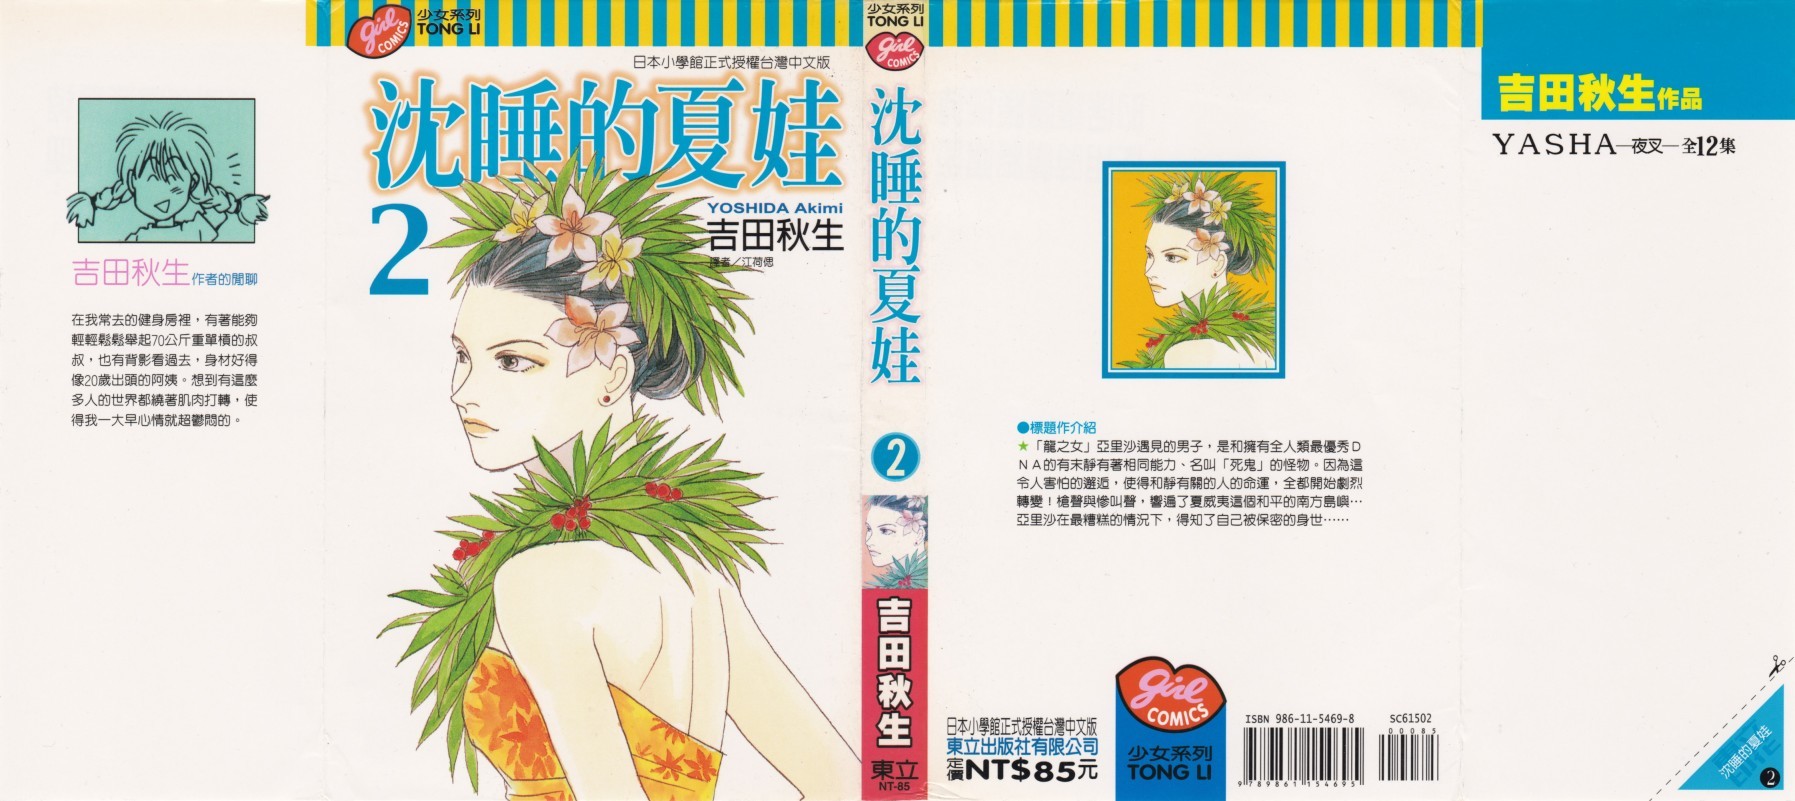 吉田秋生作者的閒聊
在我常去的健身房裡，有著能夠
輕輕鬆鬆舉起70公斤重單槓的叔
叔，也有背影看過去，身材好得
像20歲出頭的阿姨。想到有這麼
多人的世界都繞著肌肉打轉，使
得我一大早心情就超鬱悶的。
girl
COMICS
少女系列
TONG LI
日本小學館正式授權台灣中文版
沈睡的夏娃
2
YOSHIDA Akimi
吉田秋生
譯者／江荷偲
少女系列
TONG LI
girl
COMICS
沈睡的夏娃
2
吉田秋生
東立
NT-85
●標題作介紹
★「龍之女」亞里沙遇見的男子，是和擁有全人類最優秀Ｄ
ＮＡ的有末靜有著相同能力、名叫「死鬼」的怪物。因為這
令人害怕的邂逅，使得和靜有關的人的命運，全都開始劇烈
轉變！槍聲與慘叫聲，響遍了夏威夷這個和平的南方島嶼…
亞里沙在最糟糕的情況下，得知了自己被保密的身世……
日本小學館正式授權台灣中文版
東立出版社有限公司
定價NT$85元
girl
COMICS
少女系列
TONG LI
ISBN 986-11-5469-8
9789861154695
SC61502
00085
吉田秋生作品
YASHA—夜叉—全12集
沈睡的夏娃
2